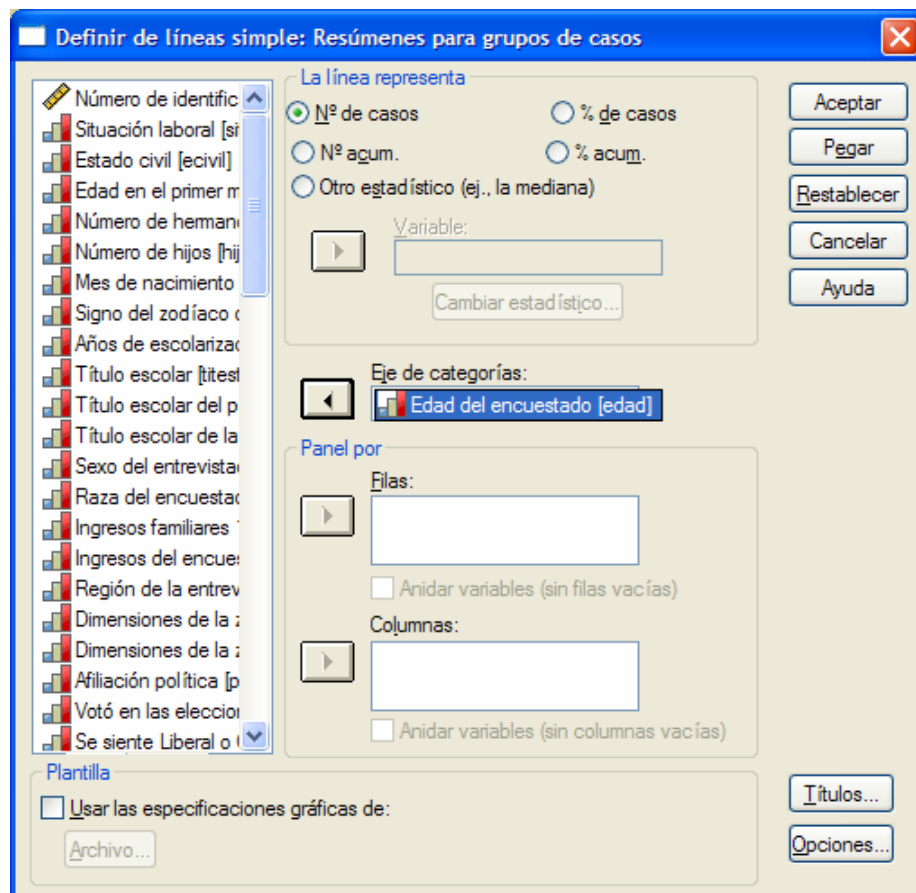 Definir de líneas simple: Resúmenes para grupos de casos
Número de identific
Situación laboral [si
Estado civil [ecivil]
Edad en el primer m
Número de herman
Número de hijos [hij
Mes de nacimiento
Signo del zodíaco
Años de escolarizac
Título escolar [titest
Título escolar del p
Título escolar de la
Sexo del entrevista
Raza del encuestad
Ingresos familiares
Ingresos del encues
Región de la entrev
Dimensiones de la
Dimensiones de la
Afiliación política [p
Votó en las eleccion
Se siente Liberal o
La línea representa
Nº de casos
% de casos
Nº acum.
% acum.
Otro estadístico (ej., la mediana)
Variable:
Cambiar estadístico...
Eje de categorías:
Edad del encuestado [edad]
Panel por
Filas:
Anidar variables (sin filas vacías)
Columnas:
Anidar variables (sin columnas vacías)
Aceptar
Pegar
Restablecer
Cancelar
Ayuda
Plantilla
Usar las especificaciones gráficas de:
Archivo...
Títulos...
Opciones...